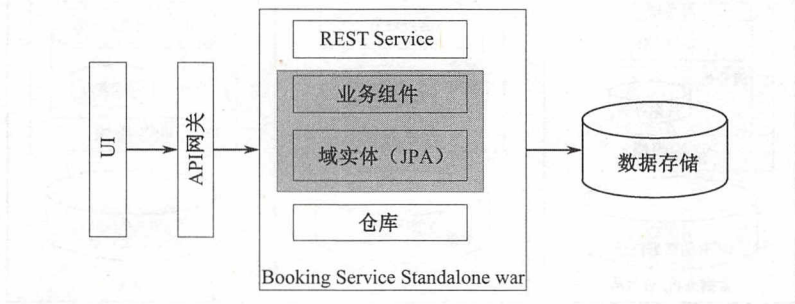 REST Service
业务组件
UI
API网关
域实体（JPA）
数据存储
仓库
Booking Service Standalone war